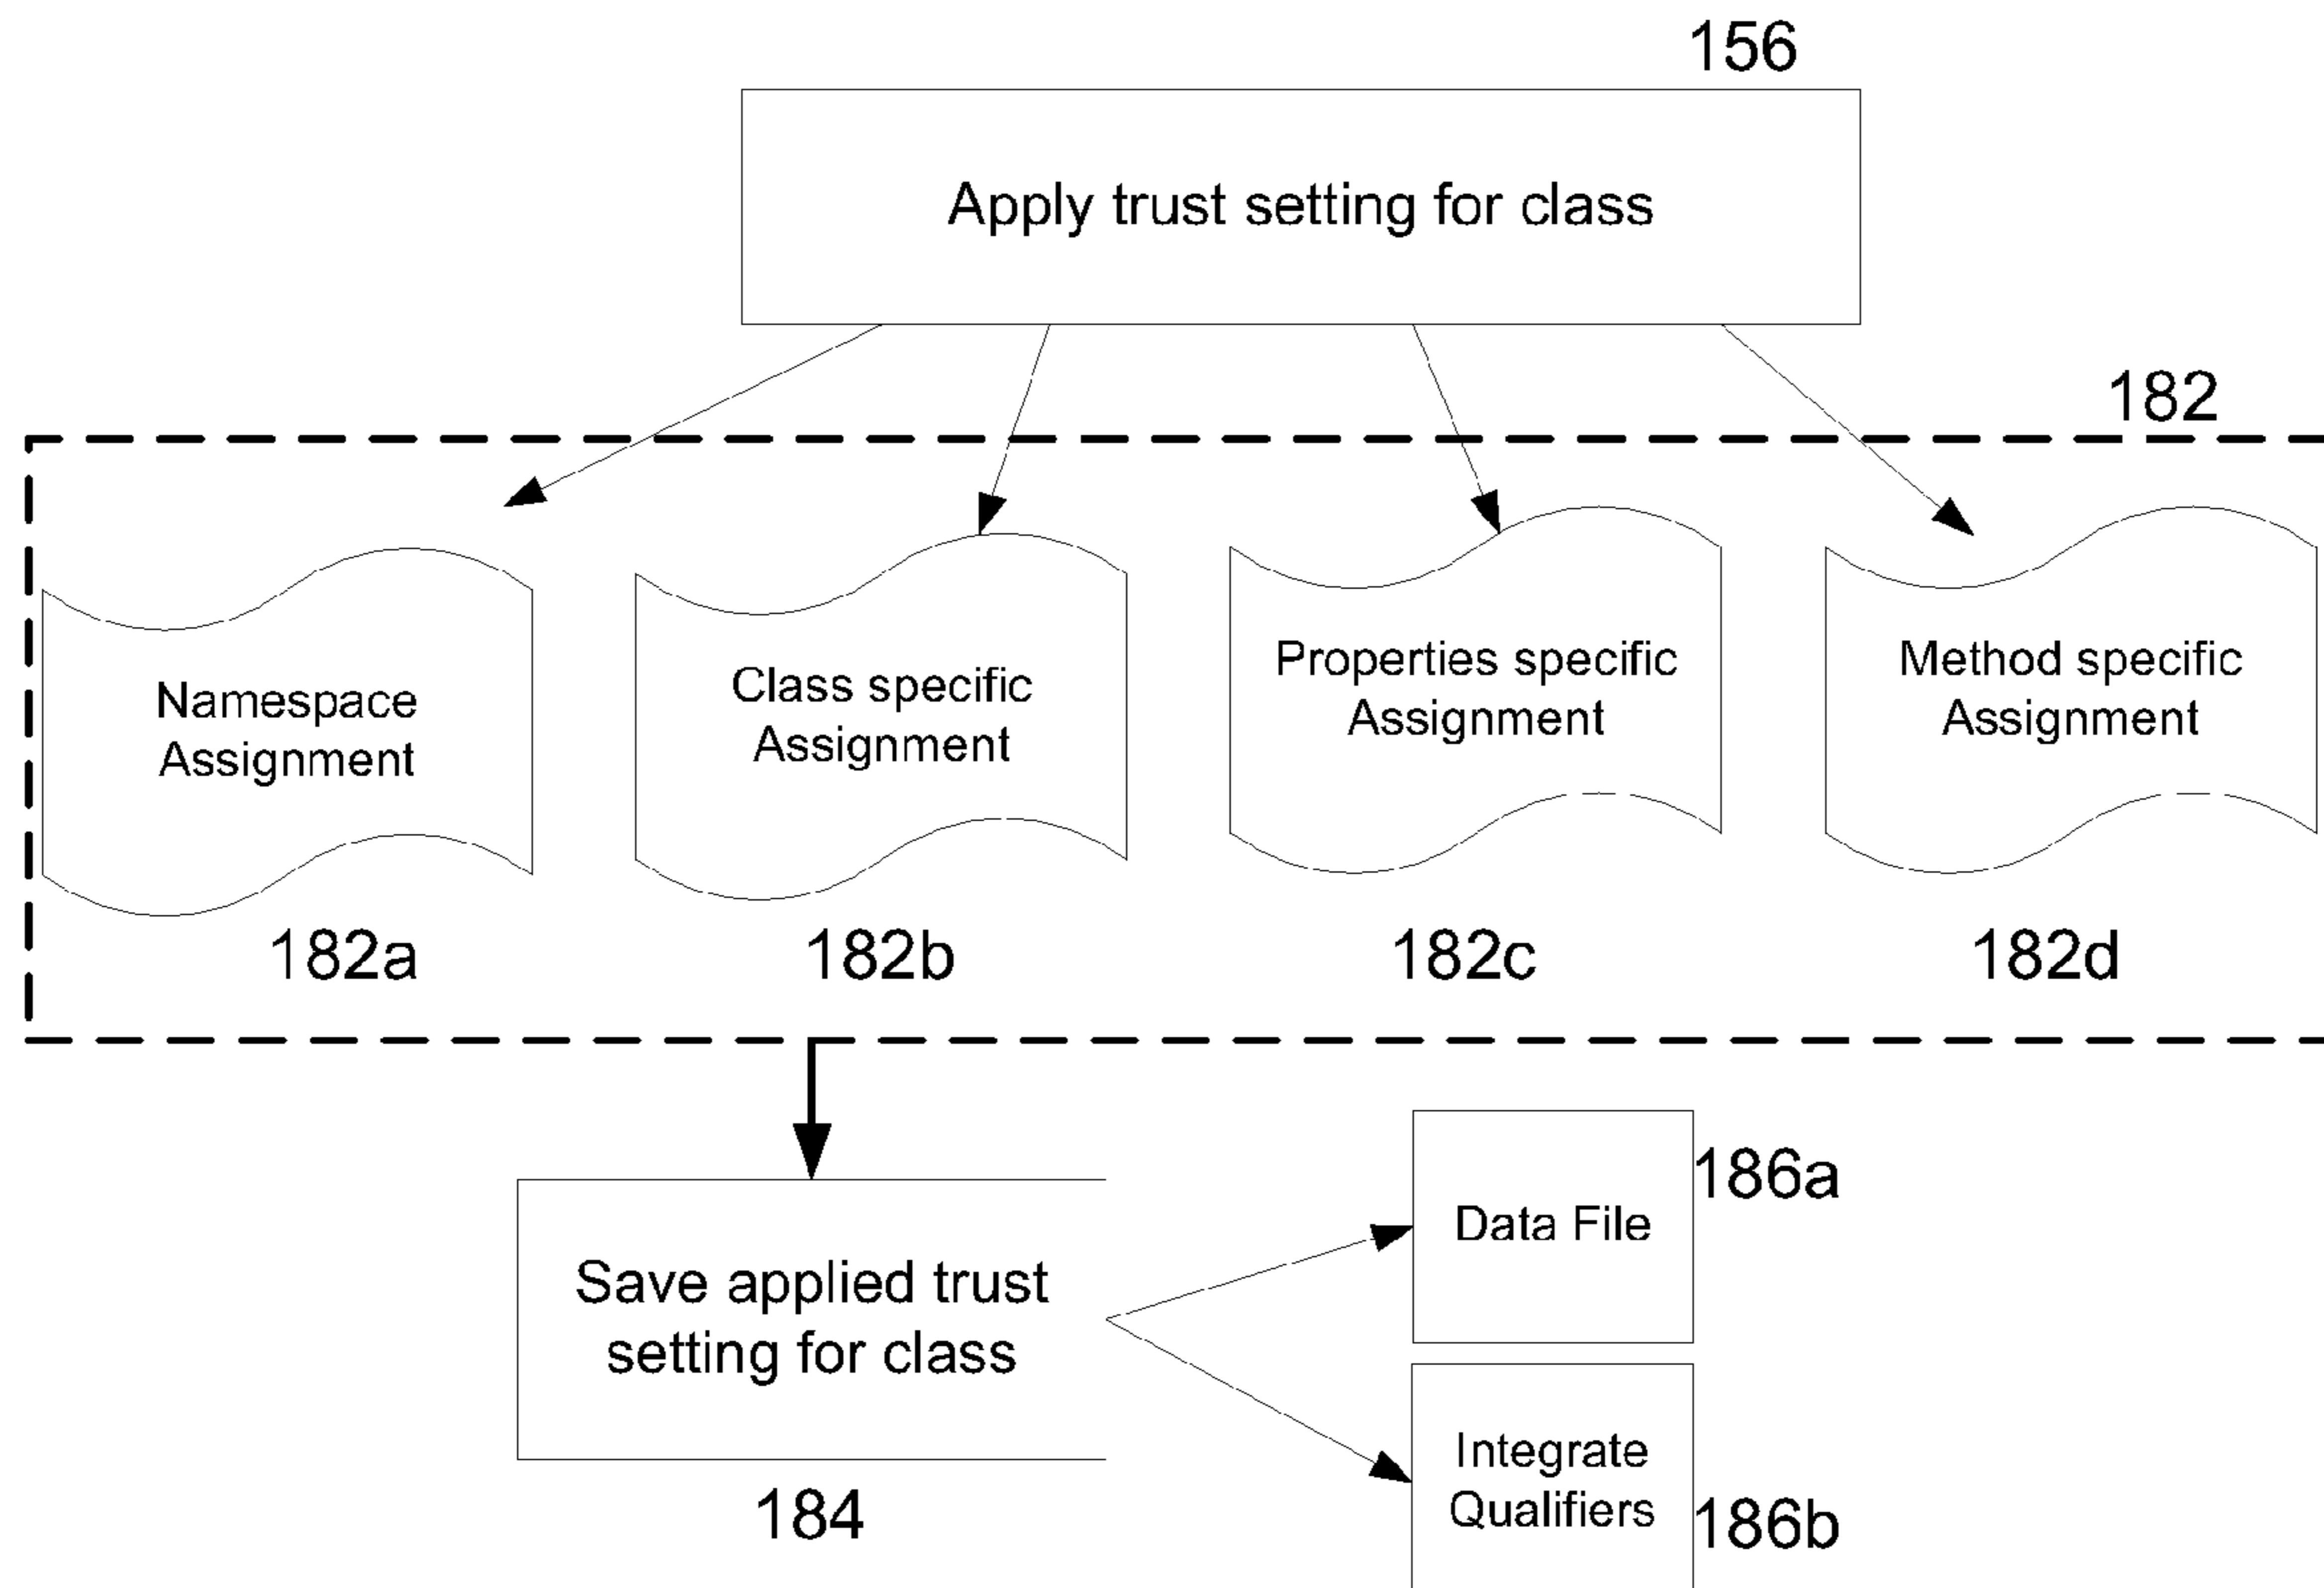 156
Apply trust setting for class
182
Namespace
Assignment
Class specific
Assignment
Properties specific
Assignment
Method specific
Assignment
182a
182b
182c
182d
Save applied trust
setting for class
184
Data File
186a
Integrate
Qualifiers
186b